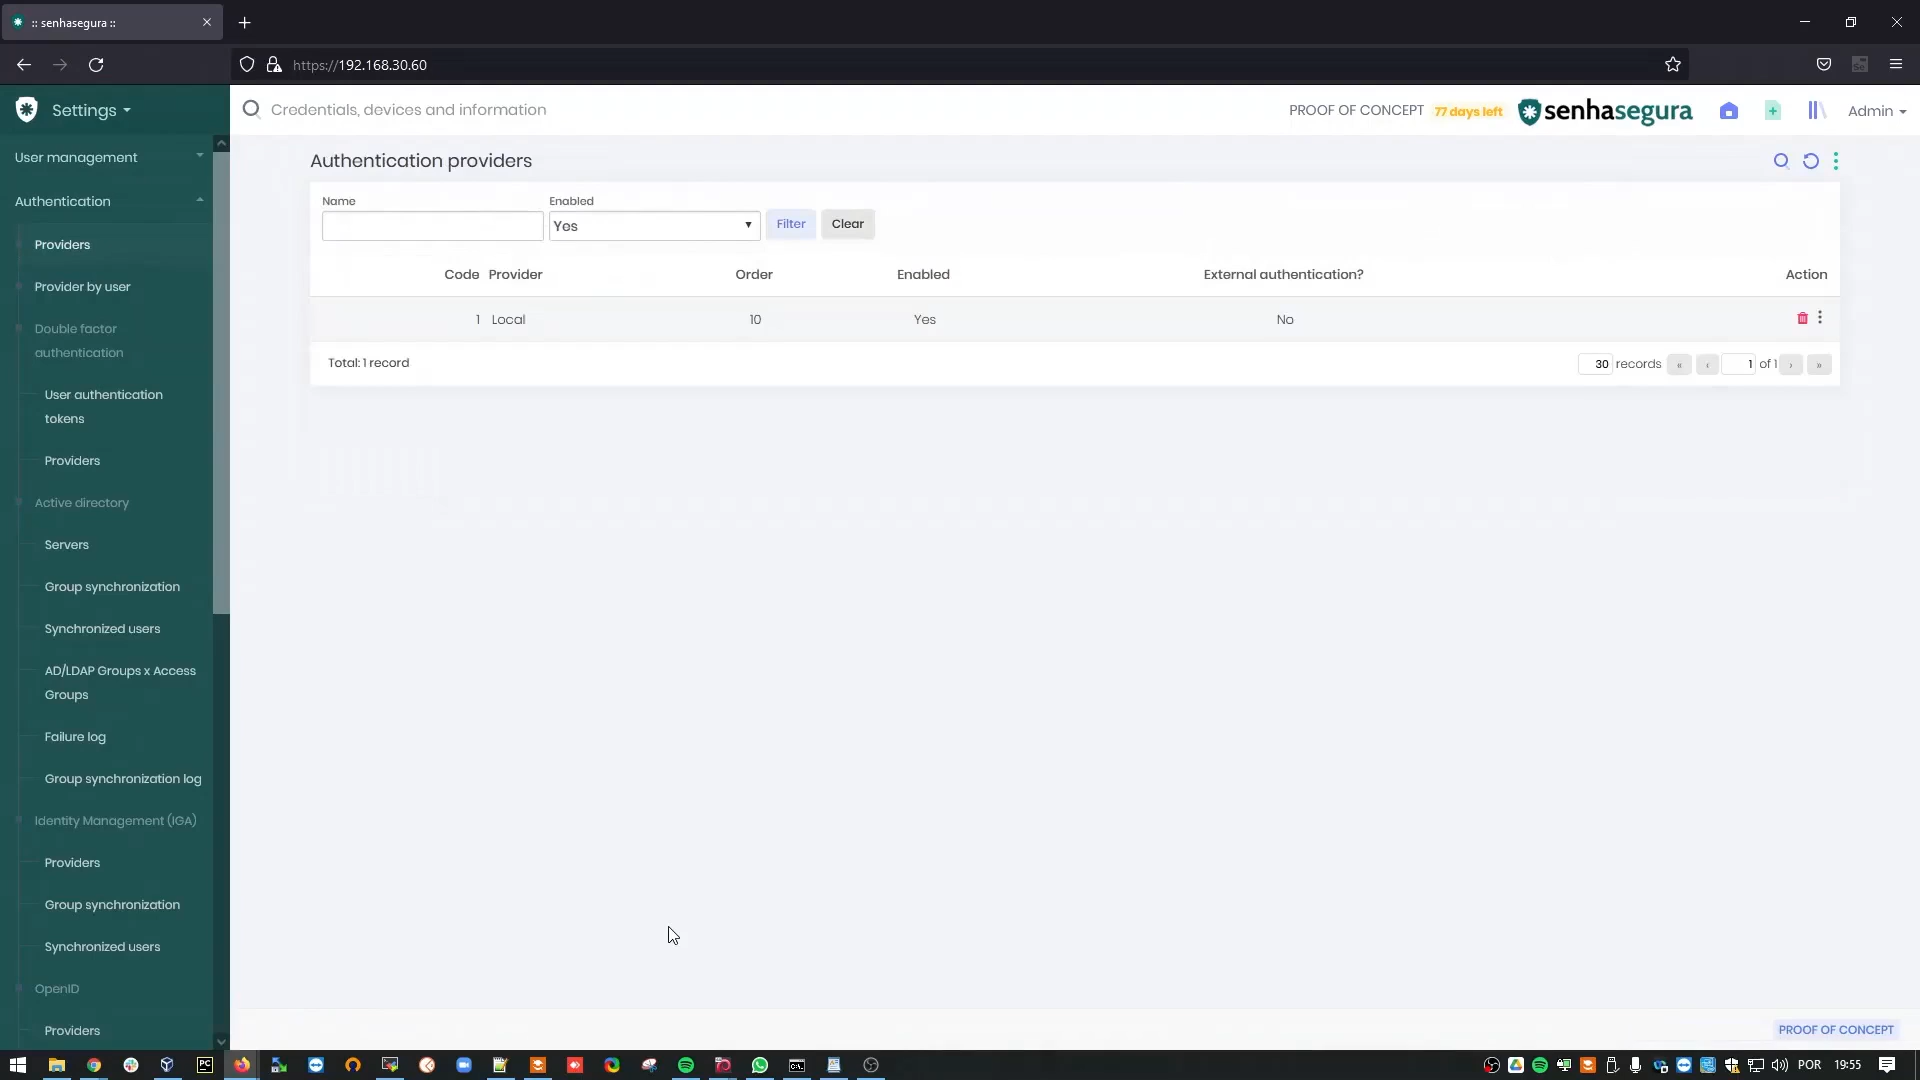 :: senhasegura ::
https://192.168.30.60
Settings
Credentials, devices and information
PROOF OF CONCEPT 77 days left senhasegura Admin
User management
Authentication
Providers
Provider by user
Double factor
authentication
User authentication
tokens
Providers
Active directory
Servers
Group synchronization
Synchronized users
AD/LDAP Groups x Access
Groups
Failure log
Group synchronization log
Identity Management (IGA)
Providers
Group synchronization
Synchronized users
OpenID
Providers
Authentication providers
Name Enabled
Yes Filter Clear
Code Provider Order Enabled External authentication? Action
1 Local 10 Yes No
Total: 1 record 30 records « ‹ 1 of 1 › »
PROOF OF CONCEPT
PC POR 19:55